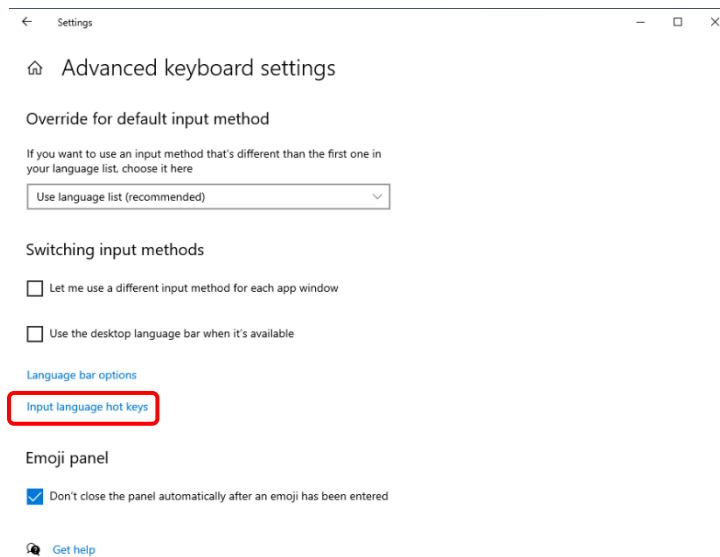 Settings
Advanced keyboard settings
Override for default input method
If you want to use an input method that's different than the first one in
your language list, choose it here
Use language list (recommended)
Switching input methods
Let me use a different input method for each app window
Use the desktop language bar when it's available
Language bar options
Input language hot keys
Emoji panel
Don't close the panel automatically after an emoji has been entered
Get help